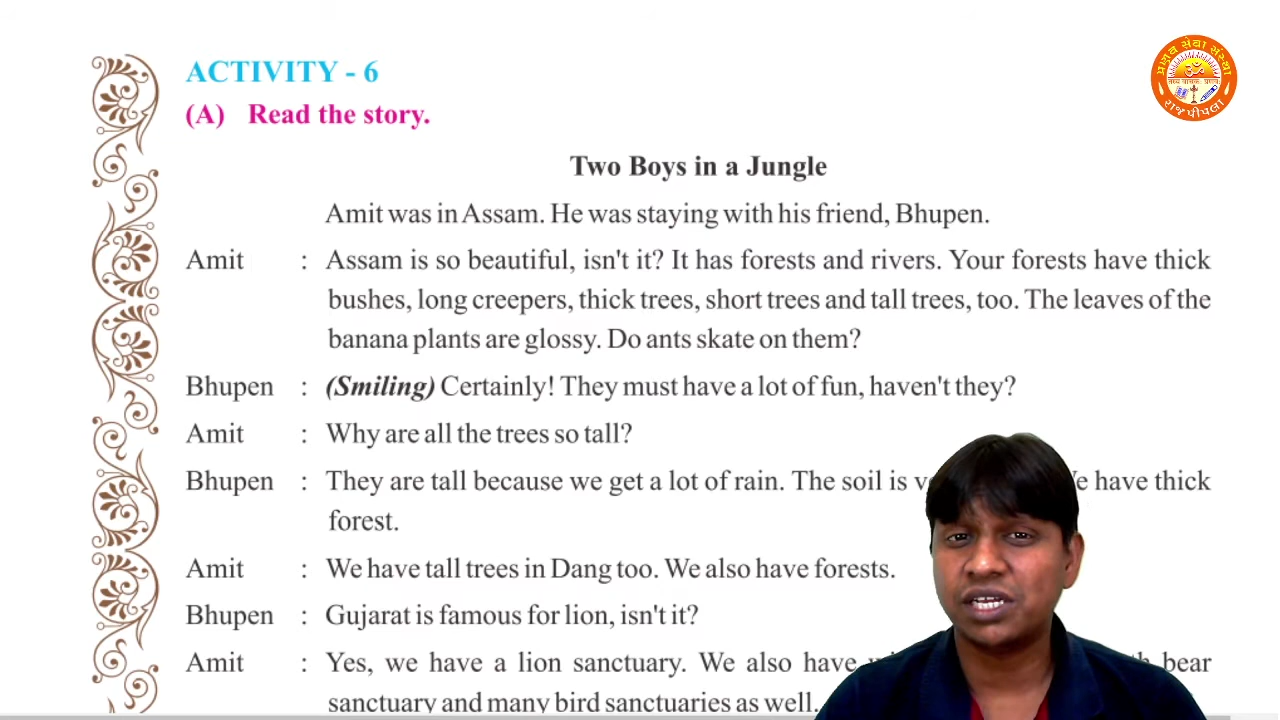 પ્રણવ સેવા સંસ્થા
ૐ
तस्य वाचकः प्रणवः
રાજપીપલા
ACTIVITY - 6
(A) Read the story.
Two Boys in a Jungle
Amit was in Assam. He was staying with his friend, Bhupen.
Amit : Assam is so beautiful, isn't it? It has forests and rivers. Your forests have thick
bushes, long creepers, thick trees, short trees and tall trees, too. The leaves of the
banana plants are glossy. Do ants skate on them?
Bhupen : (Smiling) Certainly! They must have a lot of fun, haven't they?
Amit : Why are all the trees so tall?
Bhupen : They are tall because we get a lot of rain. The soil is have thick
forest.
Amit : We have tall trees in Dang too. We also have forests.
Bhupen : Gujarat is famous for lion, isn't it?
Amit : Yes, we have a lion sanctuary. We also have bear
sanctuary and many bird sanctuaries as well.